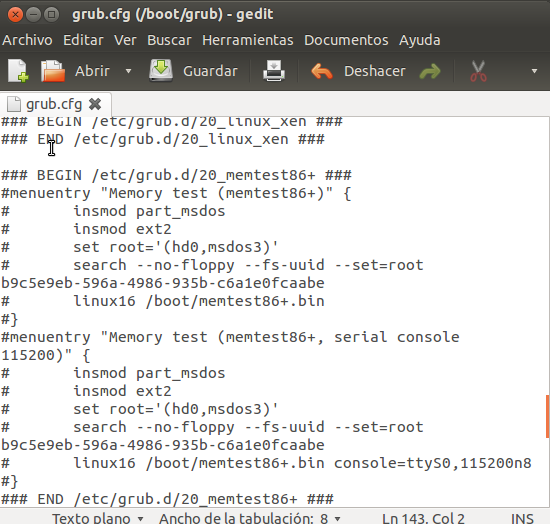 grub.cfg (/boot/grub) - gedit
Archivo Editar Ver Buscar Herramientas Documentos Ayuda
Abrir Guardar Deshacer
grub.cfg
### BEGIN /etc/grub.d/20_linux_xen ###
### END /etc/grub.d/20_linux_xen ###
### BEGIN /etc/grub.d/20_memtest86+ ###
#menuentry "Memory test (memtest86+)" {
#       insmod part_msdos
#       insmod ext2
#       set root='(hd0,msdos3)'
#       search --no-floppy --fs-uuid --set=root
b9c5e9eb-596a-4986-935b-c6a1e0fcaabe
#       linux16 /boot/memtest86+.bin
#}
#menuentry "Memory test (memtest86+, serial console
115200)" {
#       insmod part_msdos
#       insmod ext2
#       set root='(hd0,msdos3)'
#       search --no-floppy --fs-uuid --set=root
b9c5e9eb-596a-4986-935b-c6a1e0fcaabe
#       linux16 /boot/memtest86+.bin console=ttyS0,115200n8
#}
### END /etc/grub.d/20_memtest86+ ###
Texto plano Ancho de la tabulación: 8 Ln 143, Col 2 INS